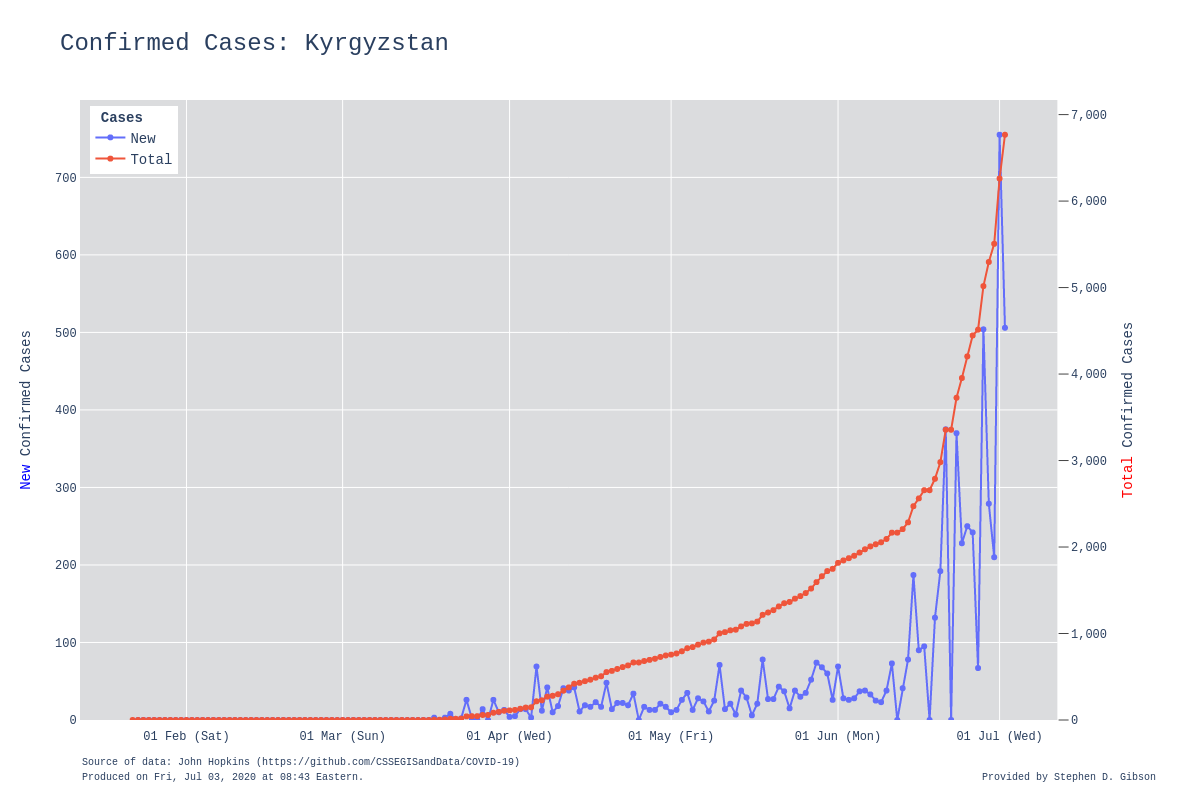 Confirmed Cases: Kyrgyzstan
Cases
New
Total
700
600
500
400
300
200
100
0
7,000
6,000
5,000
4,000
3,000
2,000
1,000
0
New Confirmed Cases
Total Confirmed Cases
01 Feb (Sat) 01 Mar (Sun) 01 Apr (Wed) 01 May (Fri) 01 Jun (Mon) 01 Jul (Wed)
Source of data: John Hopkins (https://github.com/CSSEGISandData/COVID-19)
Produced on Fri, Jul 03, 2020 at 08:43 Eastern.
Provided by Stephen D. Gibson